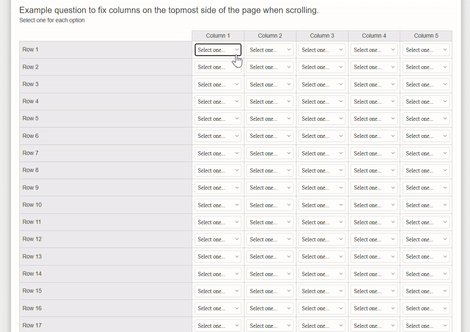 Example question to fix columns on the topmost side of the page when scrolling.
Select one for each option
Column 1 Column 2 Column 3 Column 4 Column 5
Row 1 Select one... Select one... Select one... Select one... Select one...
Row 2 Select one... Select one... Select one... Select one... Select one...
Row 3 Select one... Select one... Select one... Select one... Select one...
Row 4 Select one... Select one... Select one... Select one... Select one...
Row 5 Select one... Select one... Select one... Select one... Select one...
Row 6 Select one... Select one... Select one... Select one... Select one...
Row 7 Select one... Select one... Select one... Select one... Select one...
Row 8 Select one... Select one... Select one... Select one... Select one...
Row 9 Select one... Select one... Select one... Select one... Select one...
Row 10 Select one... Select one... Select one... Select one... Select one...
Row 11 Select one... Select one... Select one... Select one... Select one...
Row 12 Select one... Select one... Select one... Select one... Select one...
Row 13 Select one... Select one... Select one... Select one... Select one...
Row 14 Select one... Select one... Select one... Select one... Select one...
Row 15 Select one... Select one... Select one... Select one... Select one...
Row 16 Select one... Select one... Select one... Select one... Select one...
Row 17 Select one... Select one... Select one... Select one... Select one...